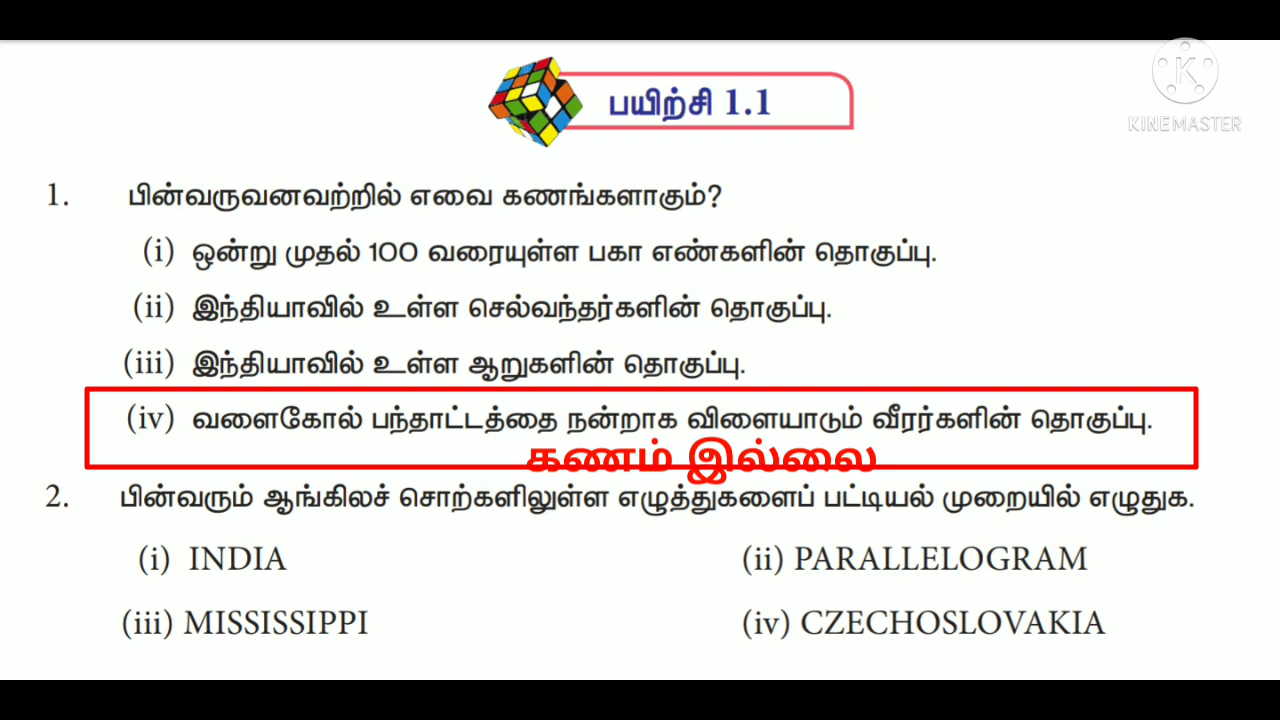 K
KINEMASTER
பயிற்சி 1.1
1. பின்வருவனவற்றில் எவை கணங்களாகும்?
(i) ஒன்று முதல் 100 வரையுள்ள பகா எண்களின் தொகுப்பு.
(ii) இந்தியாவில் உள்ள செல்வந்தர்களின் தொகுப்பு.
(iii) இந்தியாவில் உள்ள ஆறுகளின் தொகுப்பு.
(iv) வளைகோல் பந்தாட்டத்தை நன்றாக விளையாடும் வீரர்களின் தொகுப்பு.
கணம் இல்லை
2. பின்வரும் ஆங்கிலச் சொற்களிலுள்ள எழுத்துகளைப் பட்டியல் முறையில் எழுதுக.
(i) INDIA (ii) PARALLELOGRAM
(iii) MISSISSIPPI (iv) CZECHOSLOVAKIA